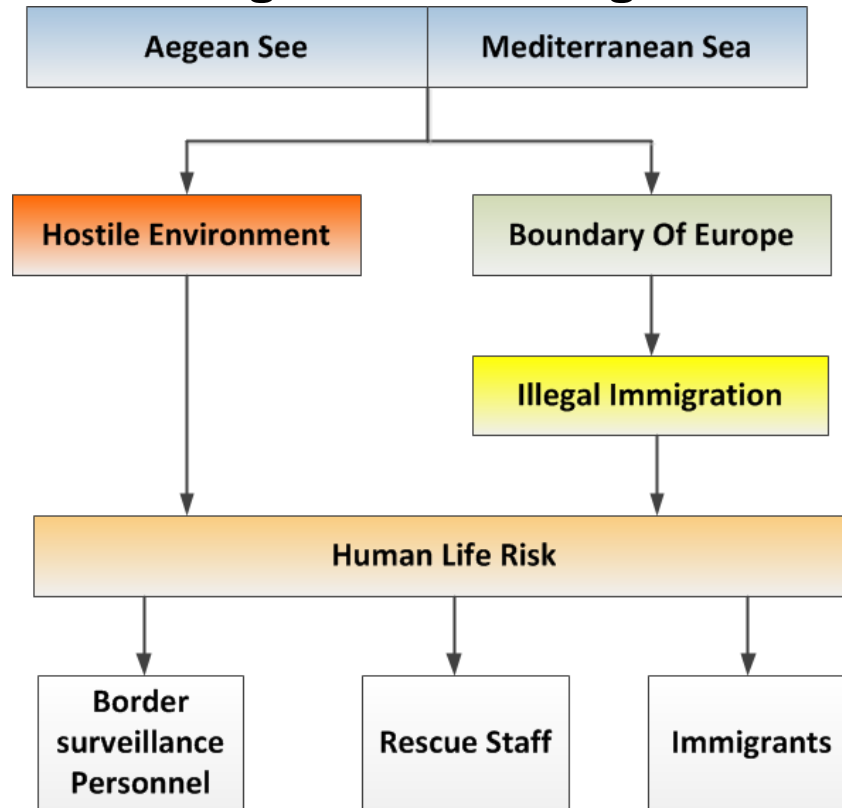 Aegean See
Mediterranean Sea
Hostile Environment
Boundary Of Europe
Illegal Immigration
Human Life Risk
Border
surveillance
Personnel
Rescue Staff
Immigrants